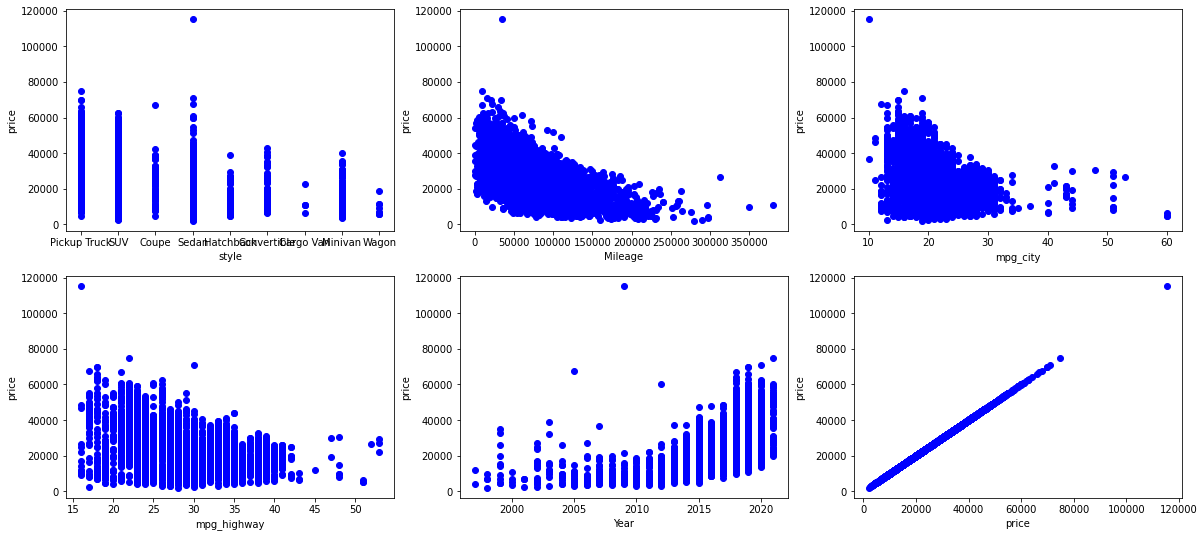 120000 120000 120000
100000 100000 100000
80000 80000 80000
price price price
60000 60000 60000
40000 40000 40000
20000 20000 20000
0 0 0
Pickup Truck SUV Coupe Sedan Hatchback Convertible Cargo Van Minivan Wagon 0 50000 100000 150000 200000 250000 300000 350000 10 20 30 40 50 60
style Mileage mpg_city
120000 120000 120000
100000 100000 100000
80000 80000 80000
price price price
60000 60000 60000
40000 40000 40000
20000 20000 20000
0 0 0
15 20 25 30 35 40 45 50 2000 2005 2010 2015 2020 0 20000 40000 60000 80000 100000 120000
mpg_highway Year price